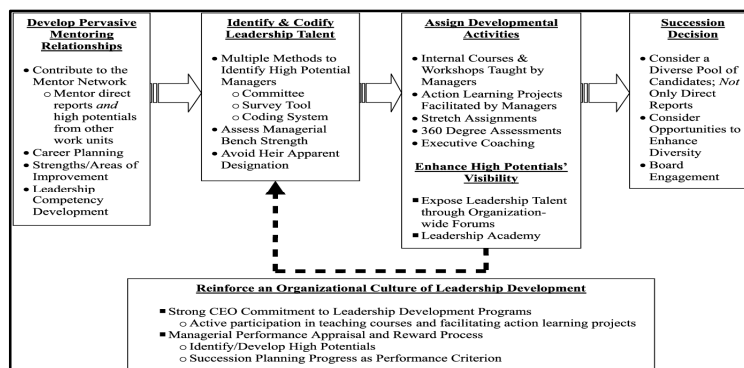 Develop Pervasive
Mentoring
Relationships
• Contribute to the
Mentor Network
o Mentor direct
reports and
high potentials
from other
work units
• Career Planning
• Strengths/Areas of
Improvement
• Leadership
Competency
Development
Identify & Codify
Leadership Talent
• Multiple Methods to
Identify High Potential
Managers
o Committee
o Survey Tool
o Coding System
• Assess Managerial
Bench Strength
• Avoid Heir Apparent
Designation
Assign Developmental
Activities
• Internal Courses &
Workshops Taught by
Managers
• Action Learning Projects
Facilitated by Managers
• Stretch Assignments
• 360 Degree Assessments
• Executive Coaching
Enhance High Potentials’
Visibility
■ Expose Leadership Talent
through Organization-
wide Forums
■ Leadership Academy
Succession
Decision
• Consider a
Diverse Pool of
Candidates; Not
Only Direct
Reports
• Consider
Opportunities to
Enhance
Diversity
• Board
Engagement
Reinforce an Organizational Culture of Leadership Development
■ Strong CEO Commitment to Leadership Development Programs
o Active participation in teaching courses and facilitating action learning projects
■ Managerial Performance Appraisal and Reward Process
o Identify/Develop High Potentials
o Succession Planning Progress as Performance Criterion